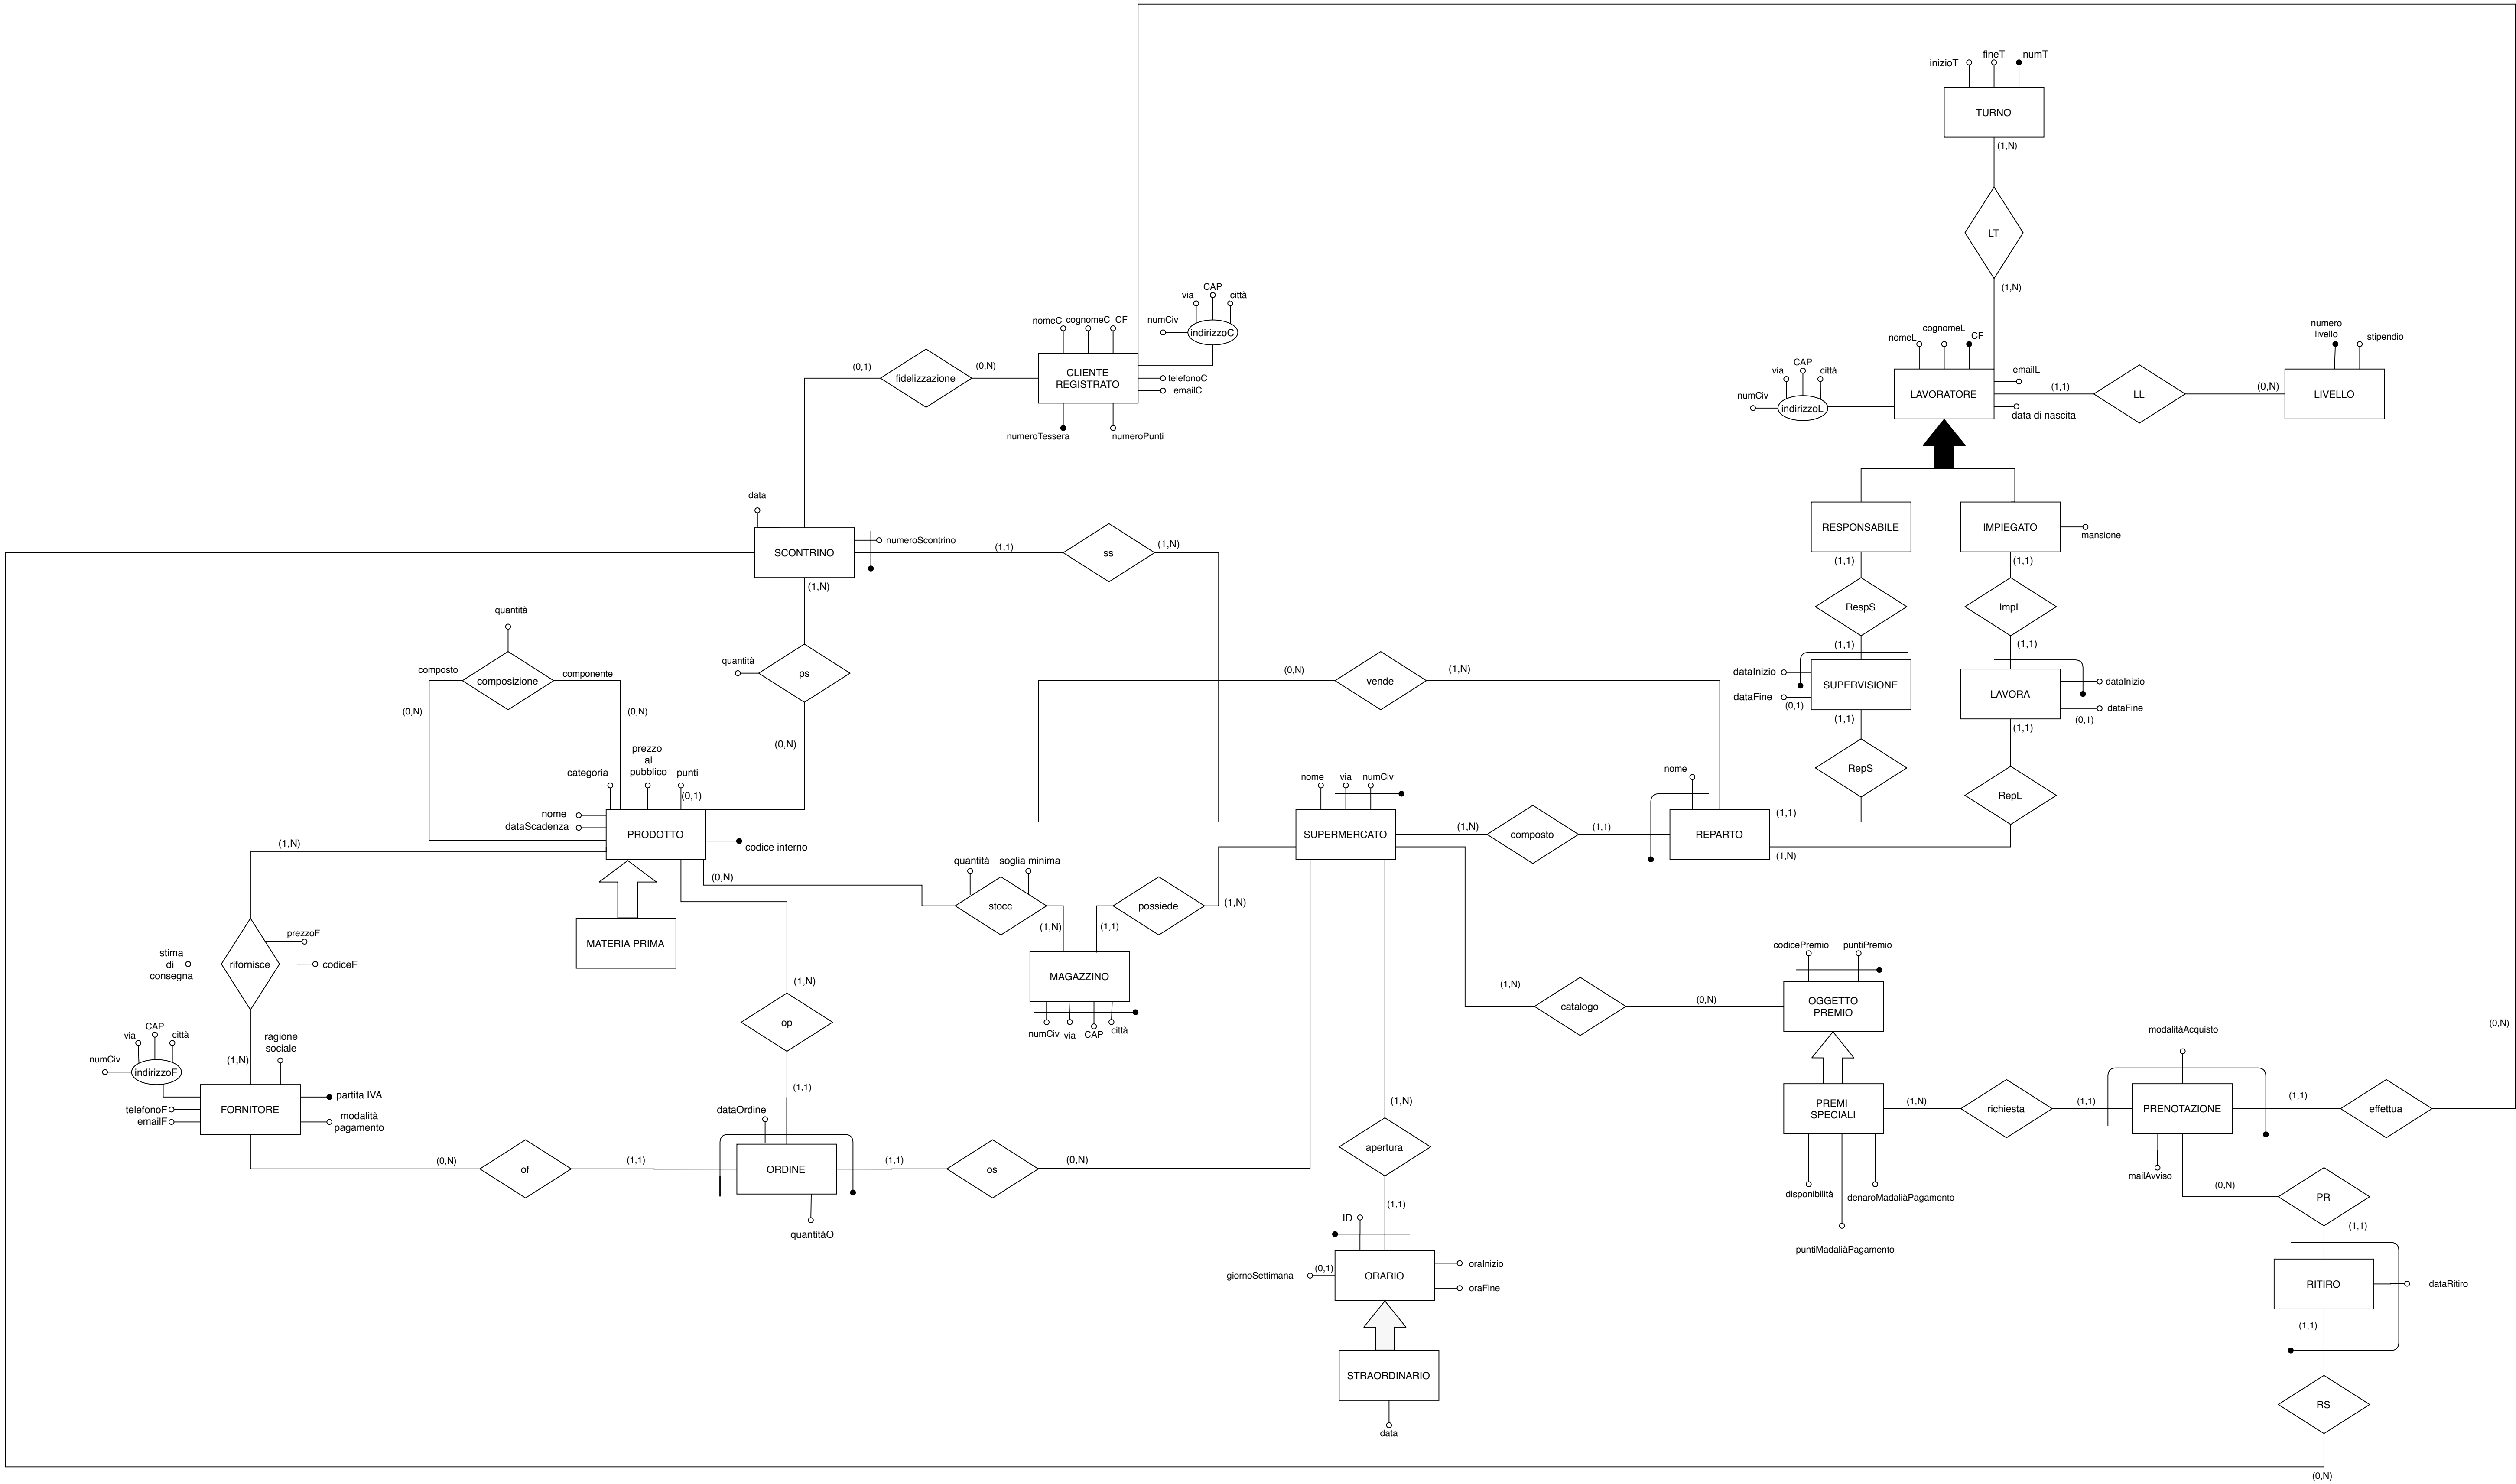 fineT
inizioT
numT
TURNO
(1,N)
LT
(1,N)
CAP
via
città
numCiv
indirizzoC
nomeC
cognomeC
CF
CLIENTE
REGISTRATO
telefonoC
emailC
numeroTessera
numeroPunti
(0,1)
fidelizzazione
(0,N)
numero
livello
stipendio
cognomeL
nomeL
CF
CAP
via
città
numCiv
indirizzoL
LAVORATORE
emailL
data di nascita
(1,1)
LL
(0,N)
LIVELLO
data
SCONTRINO
numeroScontrino
(1,1)
ss
(1,N)
RESPONSABILE
IMPIEGATO
mansione
(1,1)
(1,1)
(1,N)
quantità
RespS
ImpL
(1,1)
(1,1)
composto
composizione
componente
quantità
ps
(0,N)
vende
(1,N)
dataInizio
SUPERVISIONE
dataFine
(0,1)
LAVORA
dataInizio
dataFine
(0,1)
(0,N)
(0,N)
(1,1)
(1,1)
(0,N)
prezzo
al
pubblico
categoria
punti
(0,1)
nome
dataScadenza
PRODOTTO
codice interno
nome
via
numCiv
SUPERMERCATO
(1,N)
composto
(1,1)
nome
REPARTO
RepS
RepL
(1,1)
(1,N)
(1,N)
(0,N)
quantità
soglia minima
stocc
possiede
(1,N)
(1,N)
(1,1)
MATERIA PRIMA
MAGAZZINO
numCiv
via
CAP
città
prezzoF
stima
di
consegna
rifornisce
codiceF
codicePremio
puntiPremio
(1,N)
op
(1,N)
catalogo
(0,N)
OGGETTO
PREMIO
(0,N)
CAP
via
città
numCiv
indirizzoF
(1,N)
ragione
sociale
FORNITORE
partita IVA
telefonoF
emailF
modalità
pagamento
(1,1)
dataOrdine
(0,N)
of
(1,1)
ORDINE
(1,1)
os
(0,N)
quantitàO
(1,N)
apertura
(1,1)
modalitàAcquisto
PREMI
SPECIALI
(1,N)
richiesta
(1,1)
PRENOTAZIONE
(1,1)
effettua
disponibilità
denaroMadaliàPagamento
puntiMadaliàPagamento
mailAvviso
(0,N)
PR
(1,1)
ID
giornoSettimana
(0,1)
ORARIO
oraInizio
oraFine
RITIRO
dataRitiro
(1,1)
STRAORDINARIO
data
RS
(0,N)